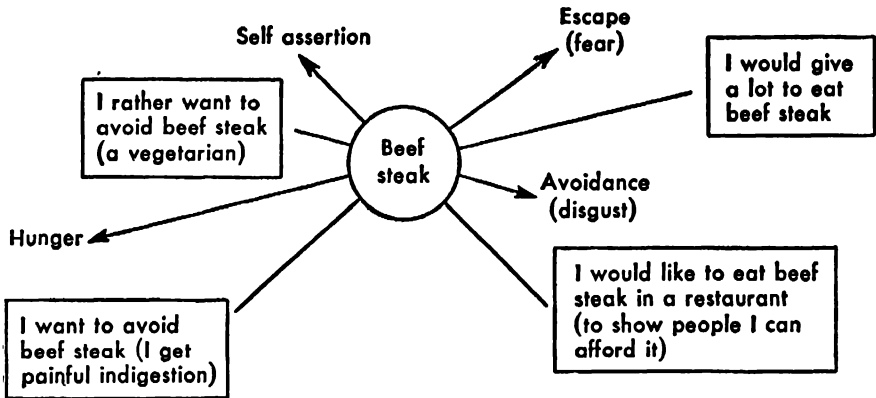 Escape
(fear)
Self assertion
I would give
a lot to eat
beef steak
I rather want to
avoid beef steak
(a vegetarian)
Beef
steak
Avoidance
(disgust)
Hunger
I would like to eat beef
steak in a restaurant
(to show people I can
afford it)
I want to avoid
beef steak (I get
painful indigestion)